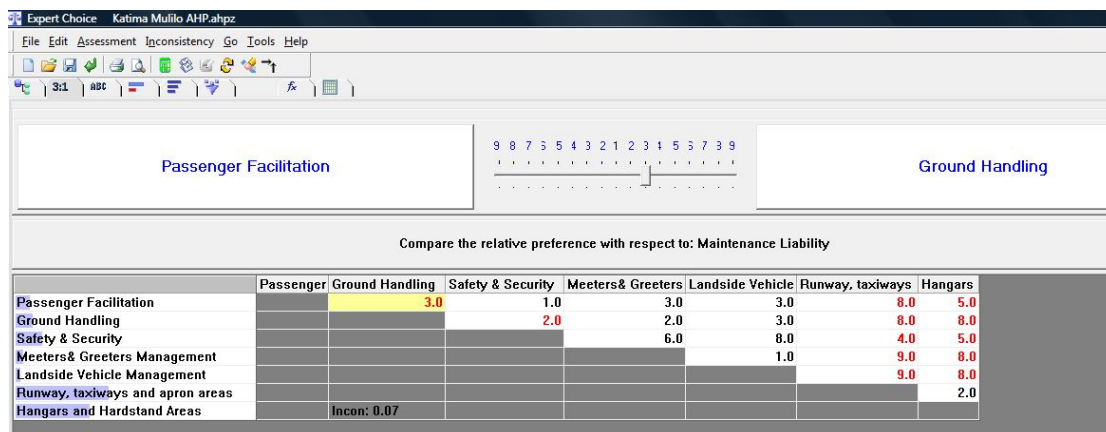 Expert Choice Katima Mulilo AHP.ahpz
File Edit Assessment Inconsistency Go Tools Help
3:1 ABC fx
Passenger Facilitation
9 8 7 6 5 4 3 2 1 2 3 4 5 6 7 8 9
Ground Handling
Compare the relative preference with respect to: Maintenance Liability
Passenger Ground Handling Safety & Security Meeters& Greeters Landside Vehicle Runway, taxiways Hangars
Passenger Facilitation 3.0 1.0 3.0 3.0 8.0 5.0
Ground Handling 2.0 2.0 3.0 8.0 8.0
Safety & Security 6.0 8.0 4.0 5.0
Meeters& Greeters Management 1.0 9.0 8.0
Landside Vehicle Management 9.0 8.0
Runway, taxiways and apron areas 2.0
Hangars and Hardstand Areas Incon: 0.07